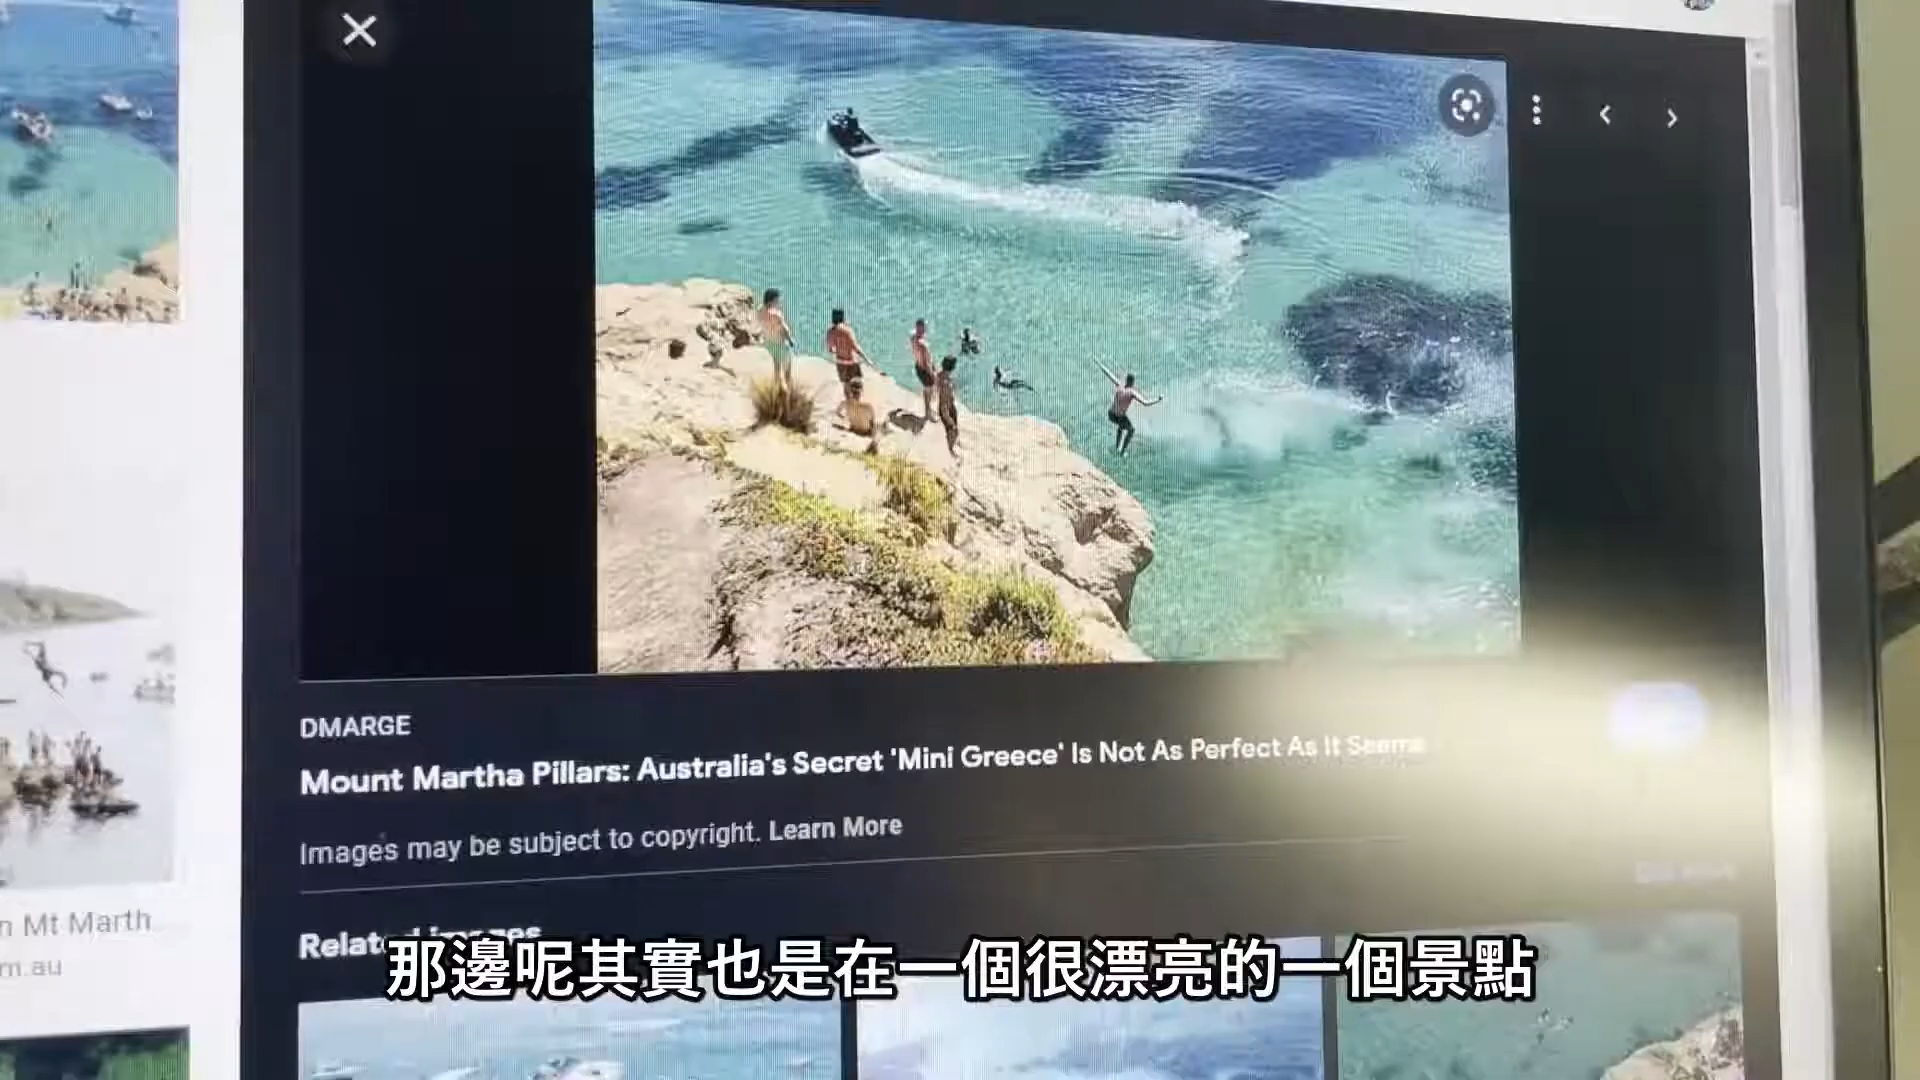 DMARGE
Mount Martha Pillars: Australia's Secret 'Mini Greece' Is Not As Perfect As It Seems
Images may be subject to copyright. Learn More
n Mt Marth
m.au
Related images
那邊呢其實也是在一個很漂亮的一個景點